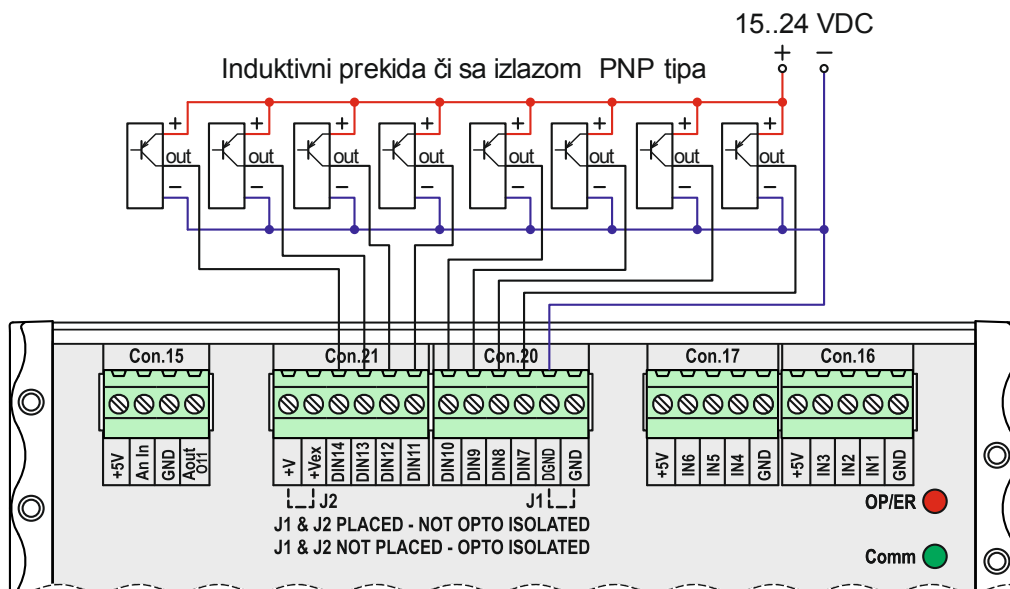 15..24 VDC
+ −
Induktivni prekida či sa izlazom PNP tipa
+ + + + + + + +
out out out out out out out out
− − − − − − − −
Con.15 Con.21 Con.20 Con.17 Con.16
+5V An In GND Aout O11
+V +Vex DIN14 DIN13 DIN12 DIN11
DIN10 DIN9 DIN8 DIN7 DGND GND
+5V IN6 IN5 IN4 GND
+5V IN3 IN2 IN1 GND
J2 J1
OP/ER
J1 & J2 PLACED - NOT OPTO ISOLATED
J1 & J2 NOT PLACED - OPTO ISOLATED
Comm